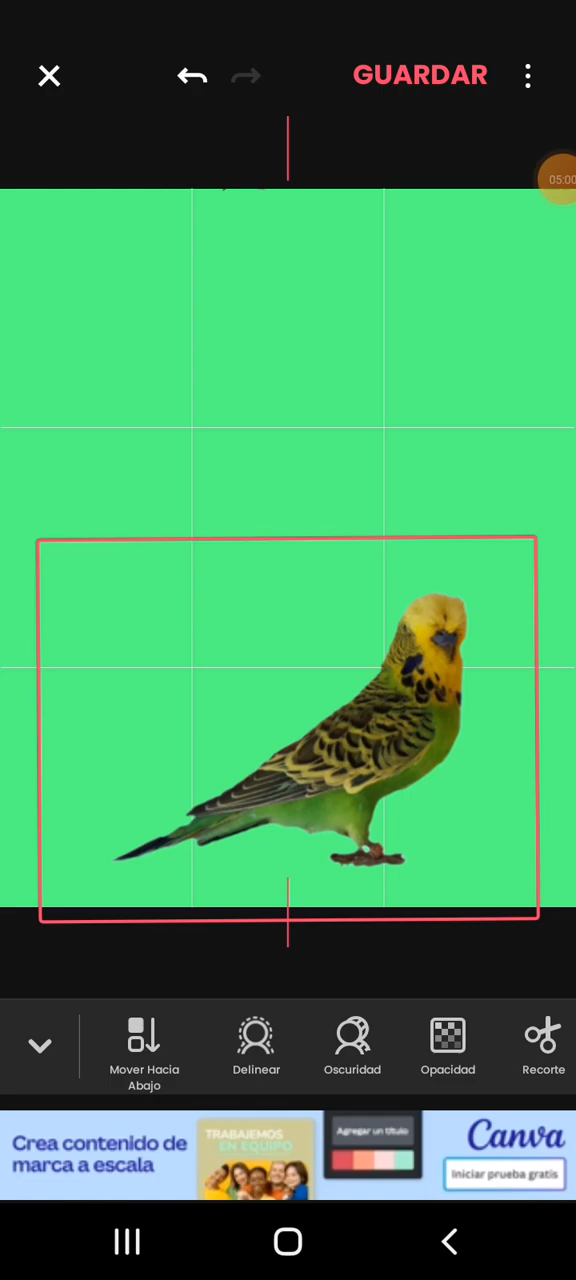 GUARDAR
05:00
Mover Hacia
Abajo
Delinear
Oscuridad
Opacidad
Recorte
Crea contenido de
marca a escala
TRABAJEMOS
EN EQUIPO
Agregar un título
Canva
Iniciar prueba gratis